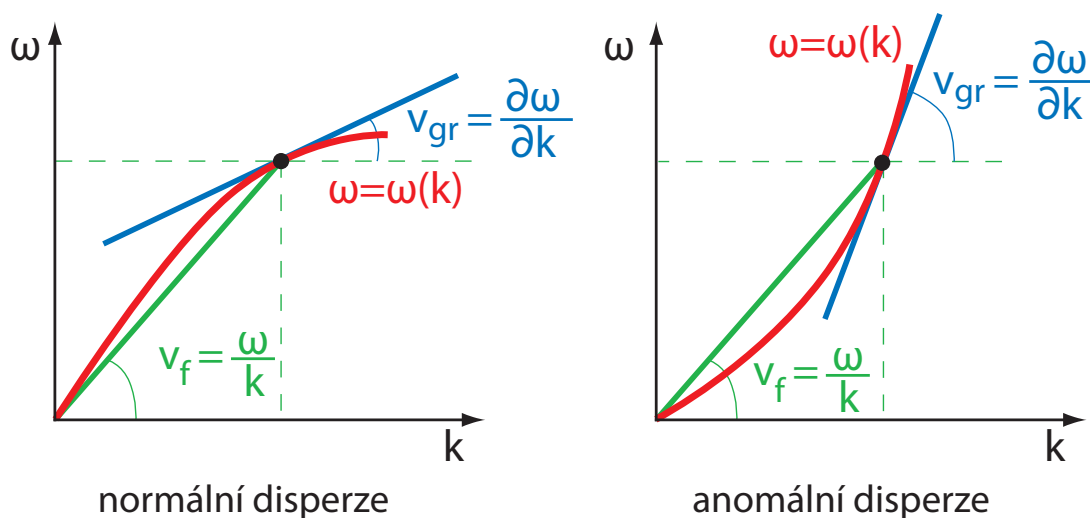 ω
v_gr = ∂ω/∂k
ω=ω(k)
v_f = ω/k
k
normální disperze
ω
ω=ω(k)
v_gr = ∂ω/∂k
v_f = ω/k
k
anomální disperze